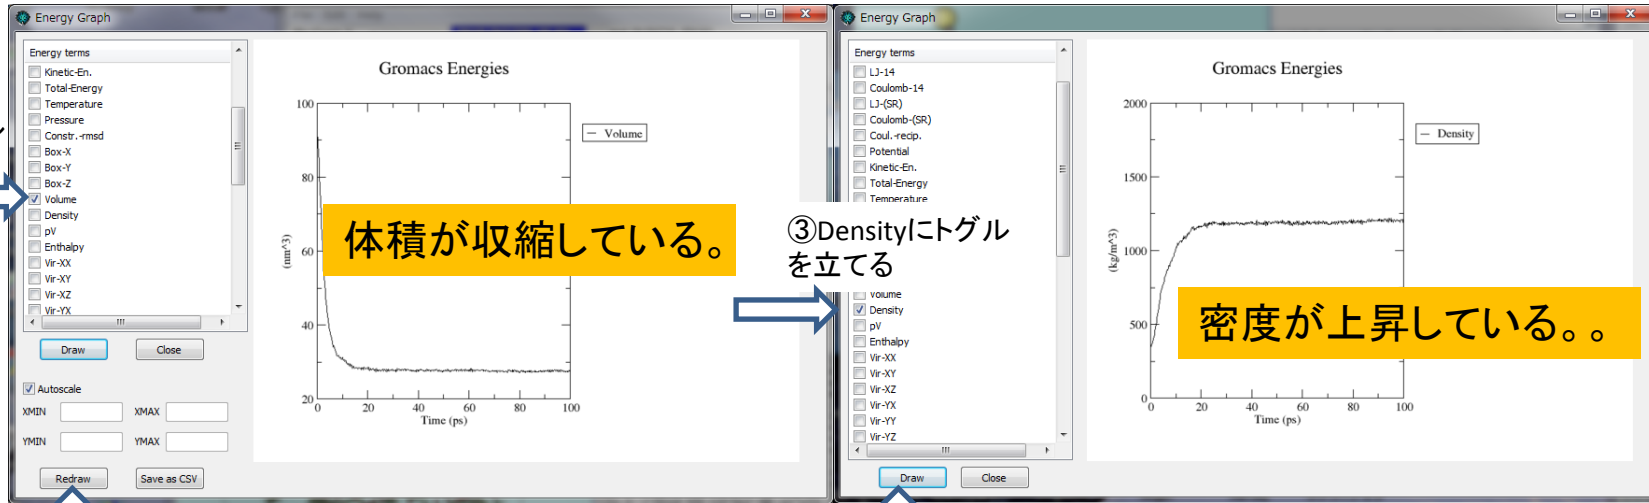 Energy Graph
Energy terms
Kinetic-En.
Total-Energy
Temperature
Pressure
Constr.-rmsd
Box-X
Box-Y
Box-Z
Volume
Density
pV
Enthalpy
Vir-XX
Vir-XY
Vir-XZ
Vir-YX
Draw
Close
Autoscale
XMIN
XMAX
YMIN
YMAX
Redraw
Save as CSV
Gromacs Energies
100
80
60
40
20
(nm^3)
0 20 40 60 80 100
Time (ps)
Volume
体積が収縮している。
③Densityにトグル
を立てる
Energy Graph
Energy terms
LJ-14
Coulomb-14
LJ-(SR)
Coulomb-(SR)
Coul.-recip.
Potential
Kinetic-En.
Total-Energy
Temperature
Volume
Density
pV
Enthalpy
Vir-XX
Vir-XY
Vir-XZ
Vir-YX
Vir-YY
Vir-YZ
Draw
Close
Gromacs Energies
2000
1500
1000
500
0
(kg/m^3)
0 20 40 60 80 100
Time (ps)
Density
密度が上昇している。。